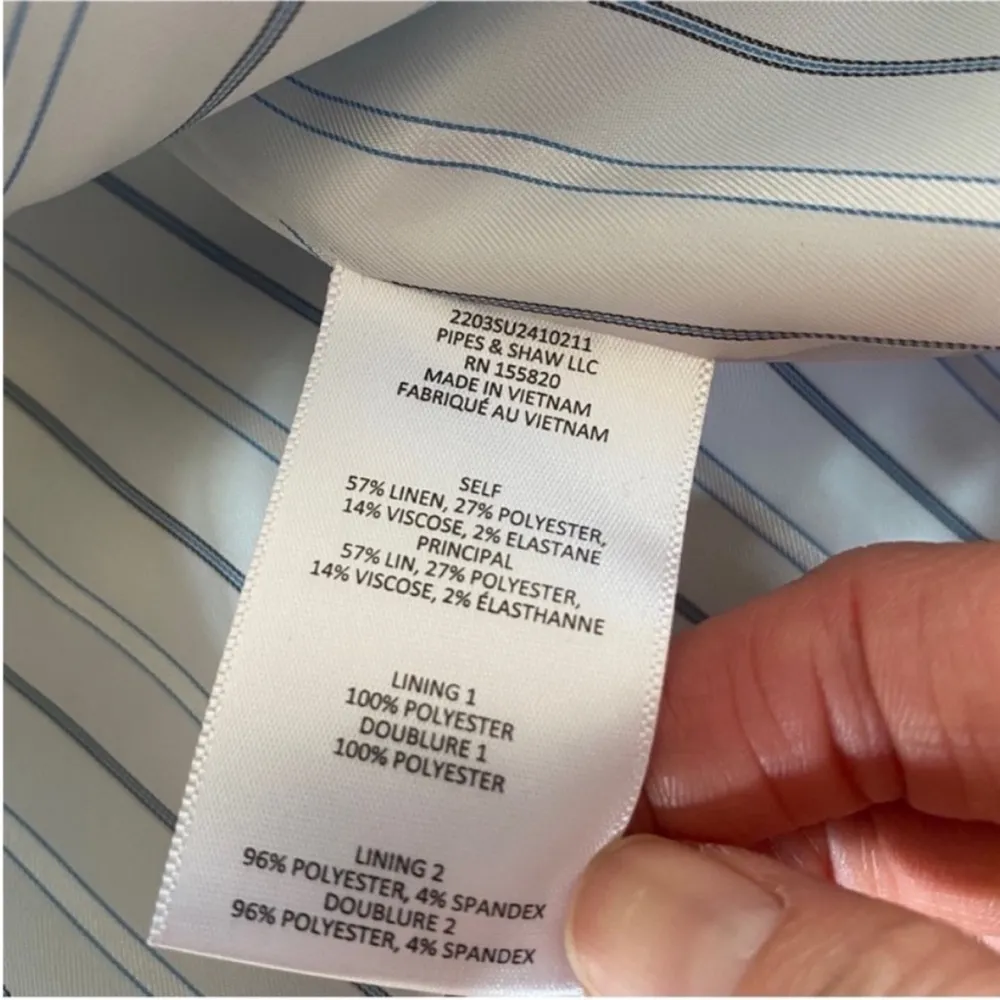 2203SU2410211
PIPES & SHAW LLC
RN 155820
MADE IN VIETNAM
FABRIQUÉ AU VIETNAM
SELF
57% LINEN, 27% POLYESTER,
14% VISCOSE, 2% ELASTANE
PRINCIPAL
57% LIN, 27% POLYESTER,
14% VISCOSE, 2% ÉLASTHANNE
LINING 1
100% POLYESTER
DOUBLURE 1
100% POLYESTER
LINING 2
96% POLYESTER, 4% SPANDEX
DOUBLURE 2
96% POLYESTER, 4% SPANDEX